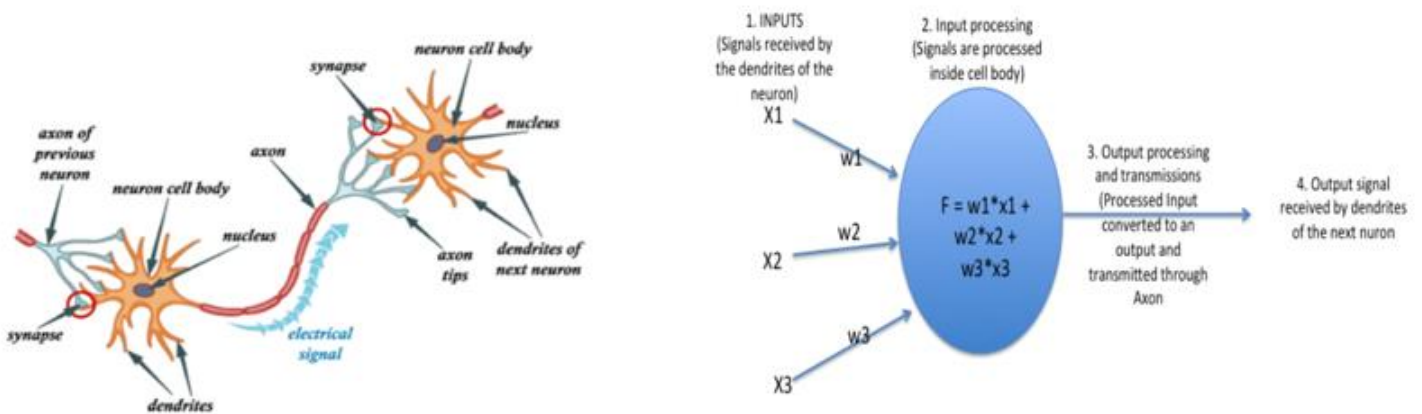 synapse
neuron cell body
nucleus
axon of
previous
neuron
axon
neuron cell body
nucleus
axon
tips
dendrites of
next neuron
synapse
electrical
signal
dendrites
1. INPUTS
(Signals received by
the dendrites of the
neuron)
X1
w1
X2
w2
X3
w3
2. Input processing
(Signals are processed
inside cell body)
F = w1*x1 +
w2*x2 +
w3*x3
3. Output processing
and transmissions
(Processed Input
converted to an
output and
transmitted through
Axon
4. Output signal
received by dendrites
of the next nuron